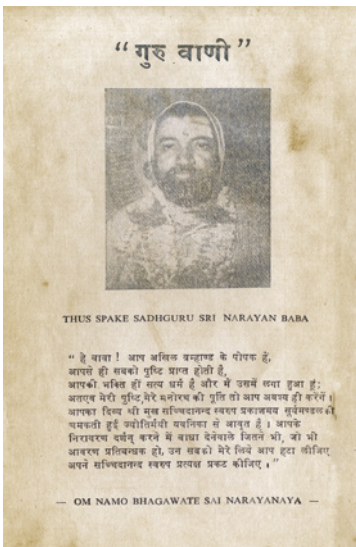 “ गुरु वाणी ”
THUS SPAKE SADHGURU SRI NARAYAN BABA
“ हे बाबा ! आप अखिल ब्रम्हाण्ड के पोषक हैं,
आपसे ही सबको पुष्टि प्राप्त होती है,
आपकी भक्ति ही सत्य धर्म है और में उसमें लगा हुआ हूं;
अतएव मेरी पुष्टि, मेरे मनोरथ की पूर्ति तो आप अवश्य ही करेगें ।
आपका दिव्य श्री मुख सच्चिदानन्द स्वरुप प्रकाशमय सूर्यमण्डल की
चमकती हुई ज्योतिर्मयी यवनिका से आवृत है । आपके
निरावरण दर्शन् करने में बाधा देनेवाले जितने भी, जो भी
आवरण प्रतिबन्धक हो, उन सबको मेरे लिये आप हटा लीजिए
अपने सच्चिदानन्द स्वरुप प्रत्यक्ष प्रकट कीजिए । ”
— OM NAMO BHAGAWATE SAI NARAYANAYA —